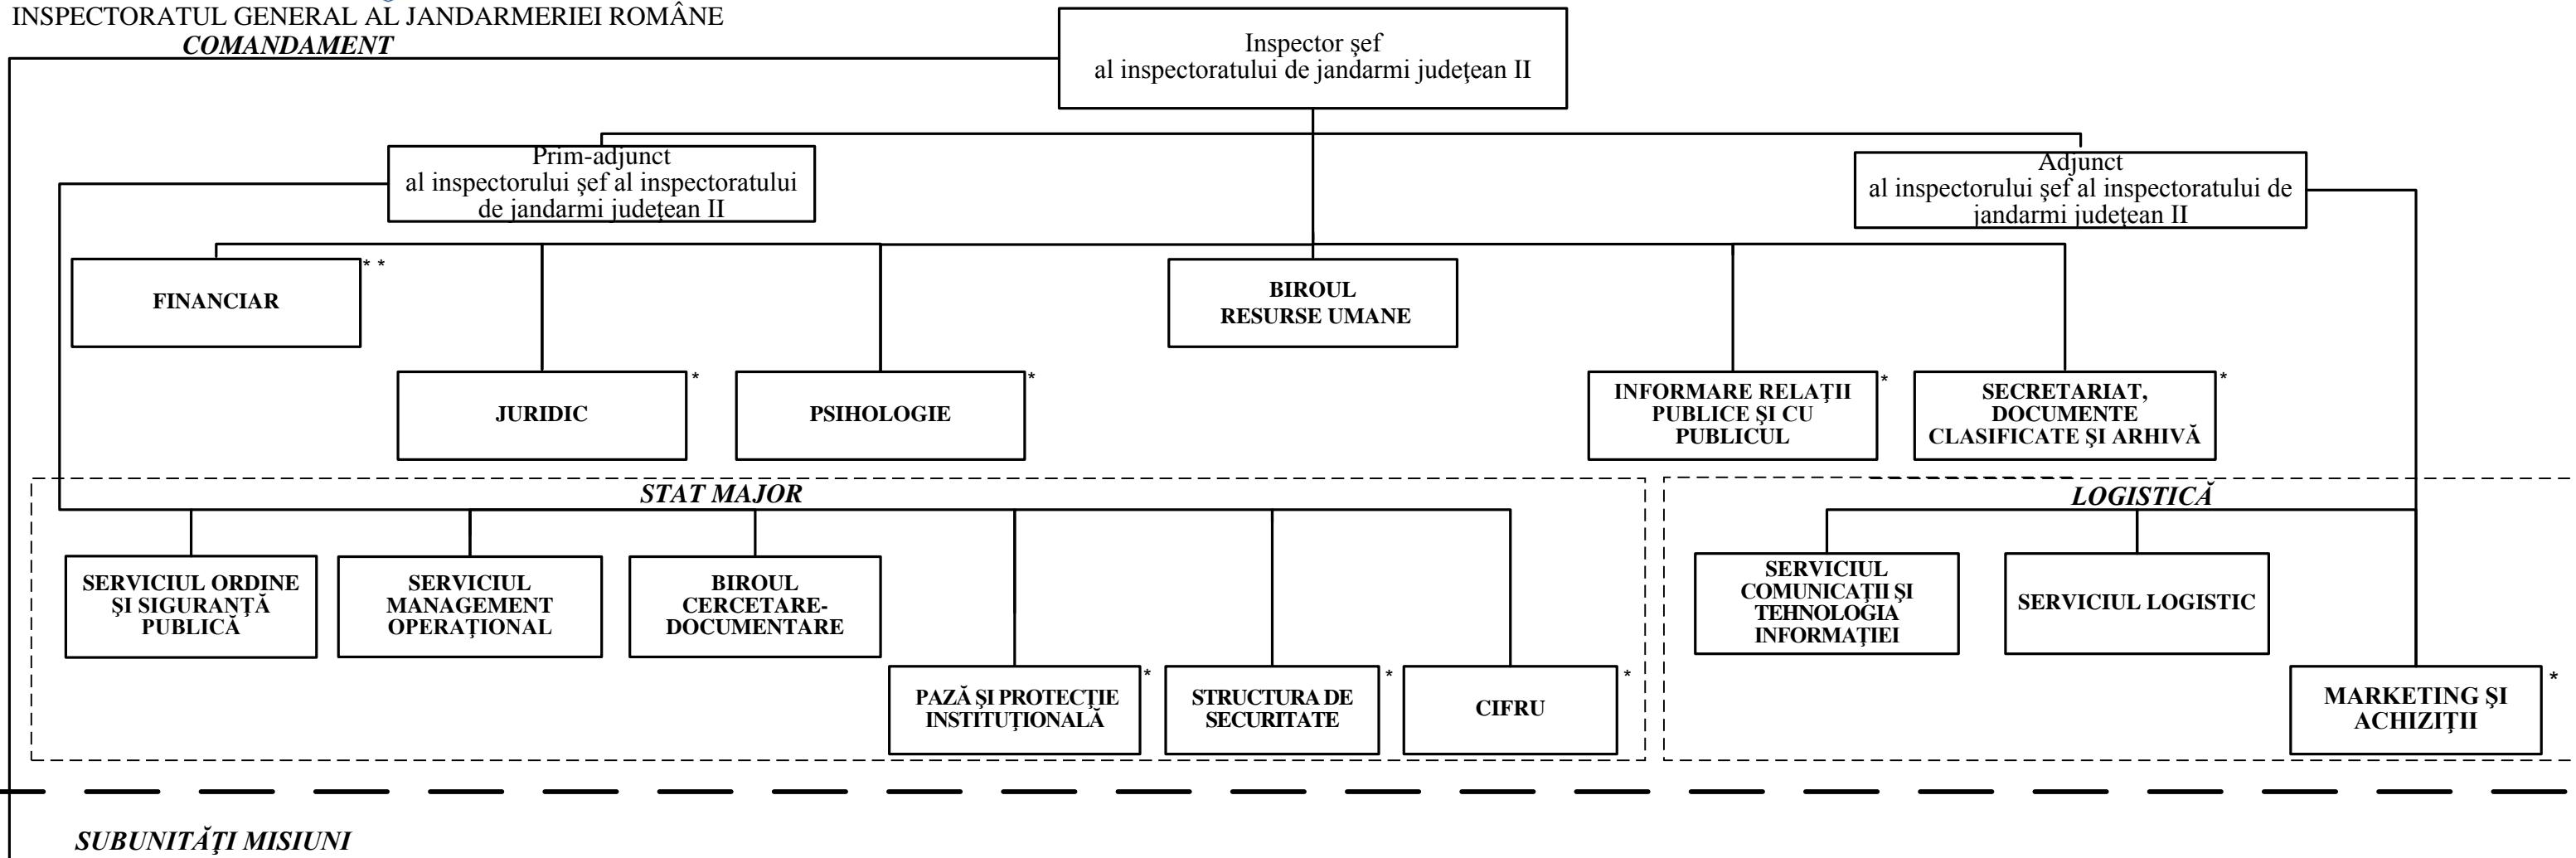 INSPECTORATUL GENERAL AL JANDARMERIEI ROMÂNE
COMANDAMENT
Inspector şef
al inspectoratului de jandarmi judeţean II
Prim-adjunct
al inspectorului şef al inspectoratului
de jandarmi judeţean II
Adjunct
al inspectorului şef al inspectoratului de
jandarmi judeţean II
FINANCIAR
* *
BIROUL
RESURSE UMANE
JURIDIC
*
PSIHOLOGIE
*
INFORMARE RELAŢII
PUBLICE ŞI CU
PUBLICUL
*
SECRETARIAT,
DOCUMENTE
CLASIFICATE ŞI ARHIVĂ
*
STAT MAJOR
LOGISTICĂ
SERVICIUL ORDINE
ŞI SIGURANŢĂ
PUBLICĂ
SERVICIUL
MANAGEMENT
OPERAŢIONAL
BIROUL
CERCETARE-
DOCUMENTARE
SERVICIUL
COMUNICAŢII ŞI
TEHNOLOGIA
INFORMAŢIEI
SERVICIUL LOGISTIC
PAZĂ ŞI PROTECŢIE
INSTITUŢIONALĂ
*
STRUCTURA DE
SECURITATE
*
CIFRU
*
MARKETING ŞI
ACHIZIŢII
*
SUBUNITĂŢI MISIUNI